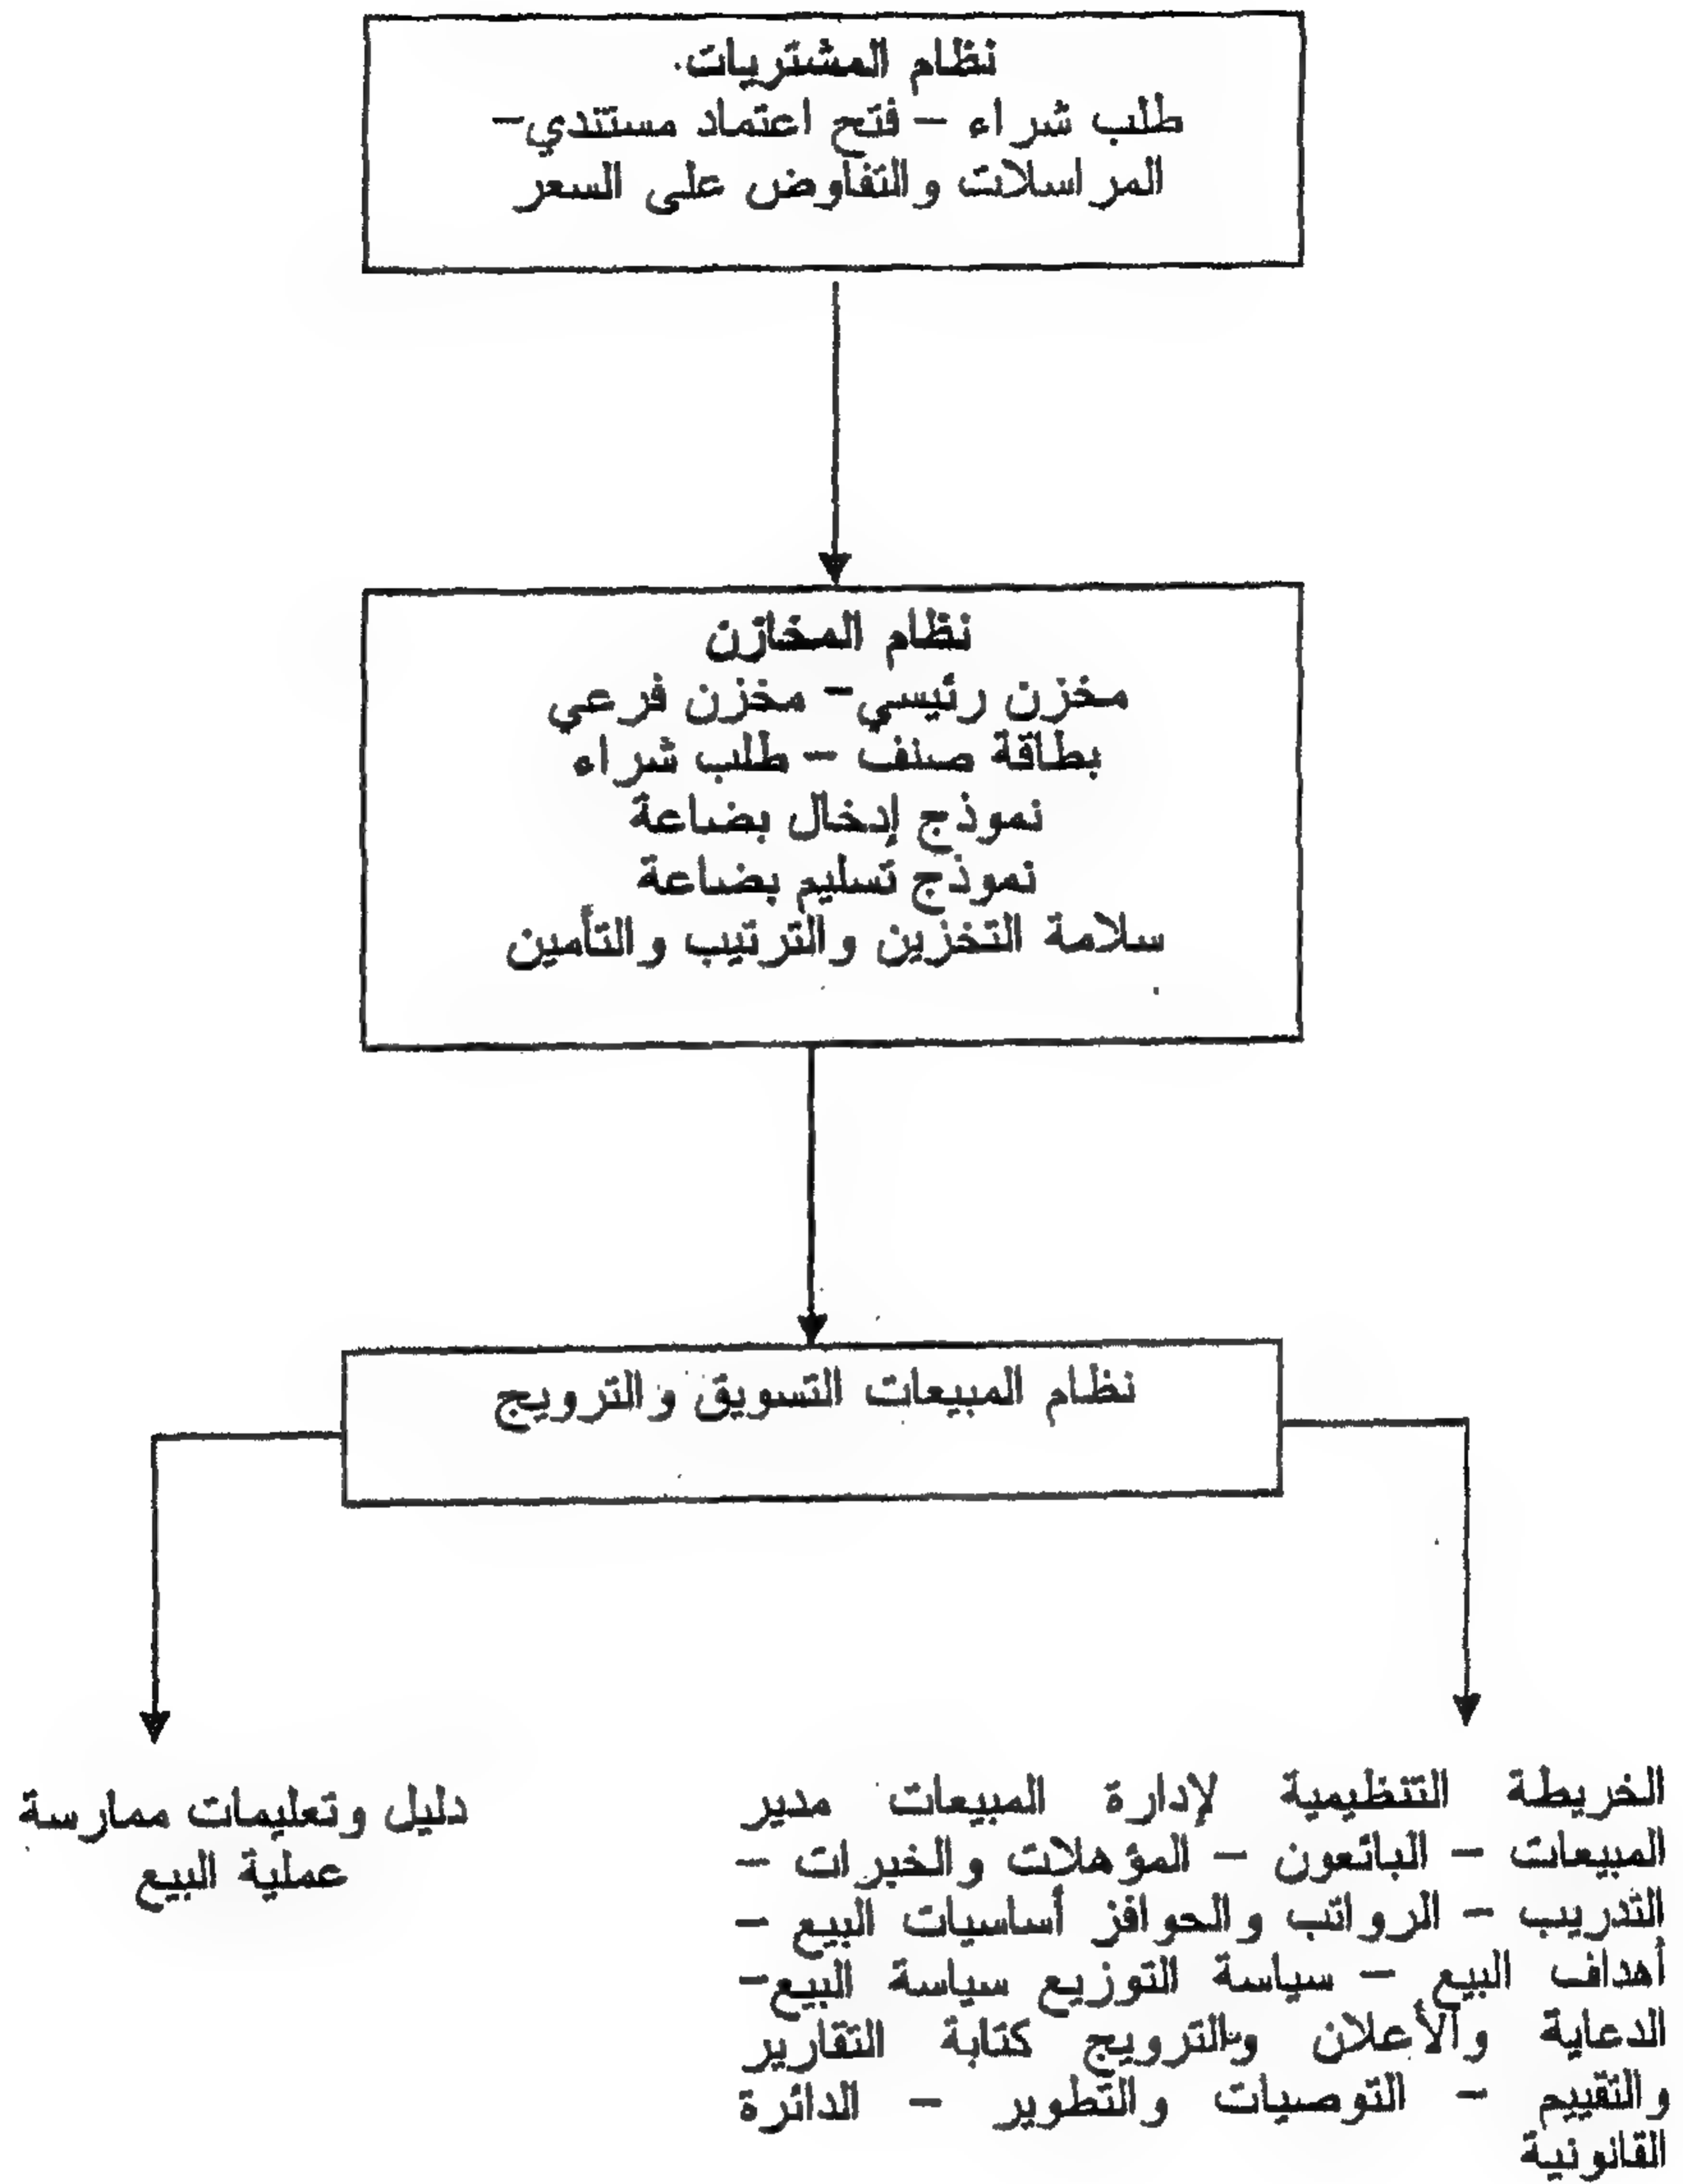 نظام المشتريات
طلب شراء – فتح اعتماد مستندي–
المراسلات والتفاوض على السعر
نظام المخازن
مخزن رئيسي– مخزن فرعي
بطاقة صنف – طلب شراء
نموذج إدخال بضاعة
نموذج تسليم بضاعة
سلامة التخزين والترتيب والتأمين
نظام المبيعات التسويق والترويج
الخريطة التنظيمية لإدارة المبيعات مدير
المبيعات – البائعون – المؤهلات والخبرات –
التدريب – الرواتب والحوافز أساسيات البيع –
أهداف البيع – سياسة التوزيع سياسة البيع–
الدعاية والأعلان والترويج كتابة التقارير
والتقييم – التوصيات والتطوير – الدائرة
القانونية
دليل وتعليمات ممارسة
عملية البيع